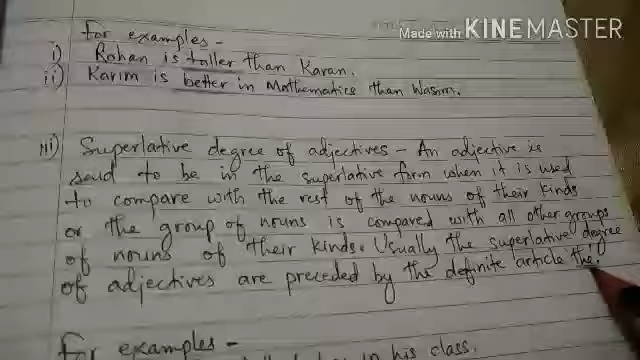 Made with KINEMASTER
for examples -
i) Rohan is taller than Karan.
ii) Karim is better in Mathematics than Wasim.
iii) Superlative degree of adjectives - An adjective is
said to be in the superlative form when it is used
to compare with the rest of the nouns of their kinds
or the group of nouns is compared with all other groups
of nouns of their kinds. Usually the superlative degree
of adjectives are preceded by the definite article 'the'.
For examples -
in his class.